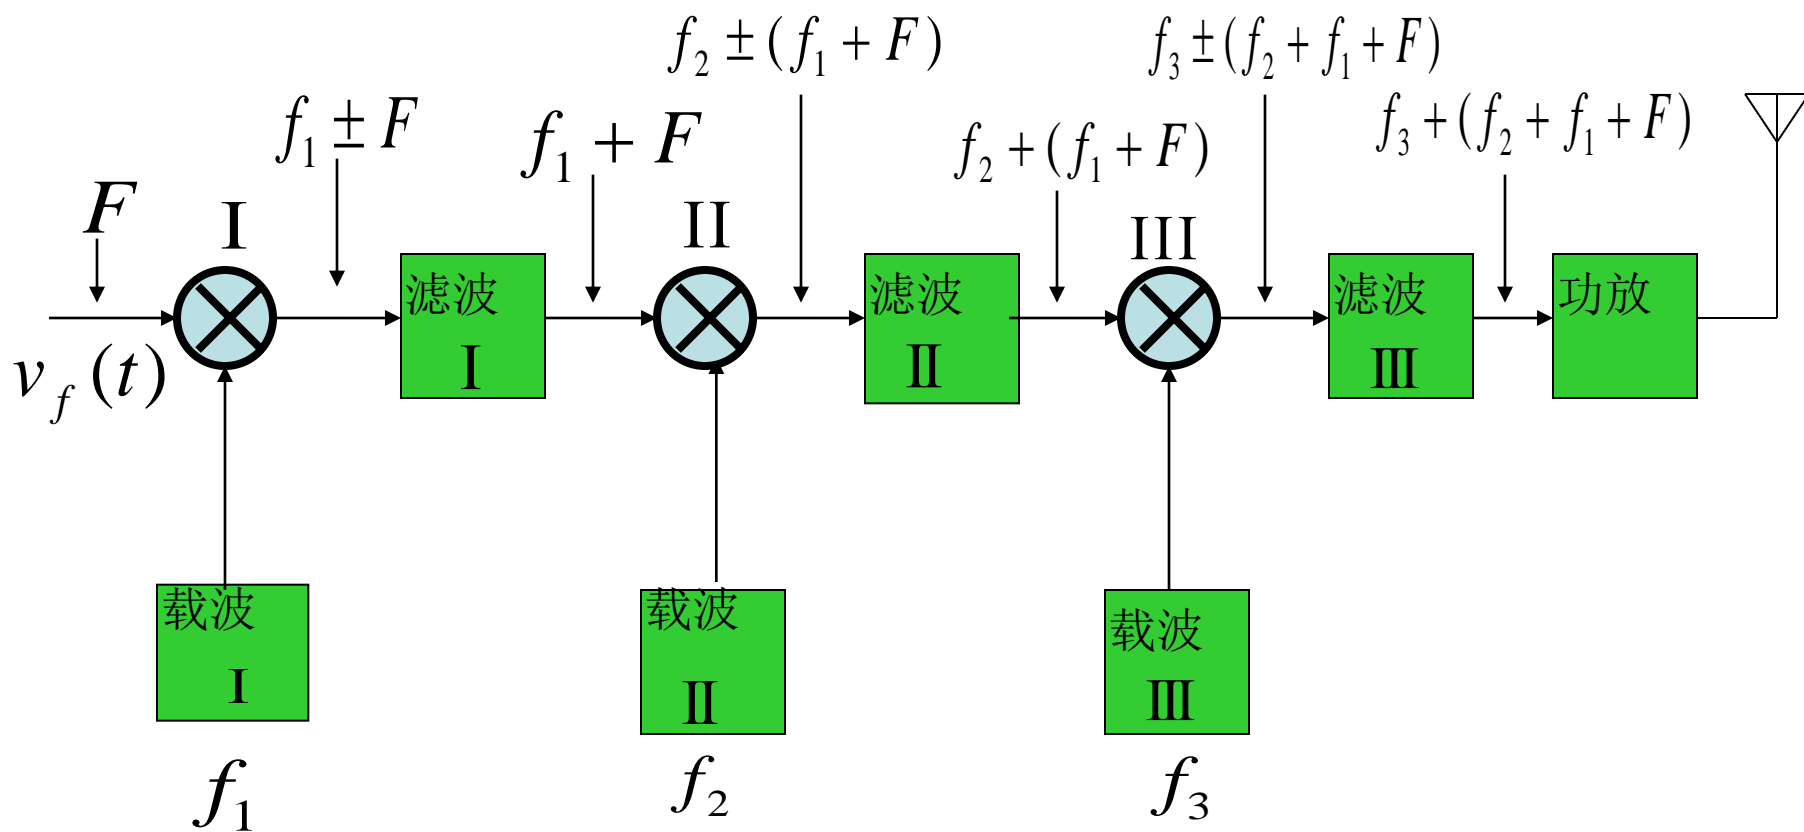 f₂ ± (f₁ + F)
f₃ ± (f₂ + f₁ + F)
f₁ ± F
f₁ + F
f₂ + (f₁ + F)
f₃ + (f₂ + f₁ + F)
F
I
II
III
滤波
I
滤波
II
滤波
III
功放
v_f (t)
载波
I
载波
II
载波
III
f₁
f₂
f₃